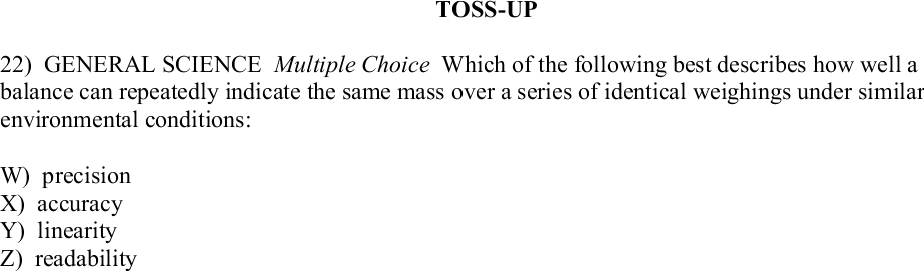 TOSS-UP
22) GENERAL SCIENCE Multiple Choice Which of the following best describes how well a
balance can repeatedly indicate the same mass over a series of identical weighings under similar
environmental conditions:
W) precision
X) accuracy
Y) linearity
Z) readability